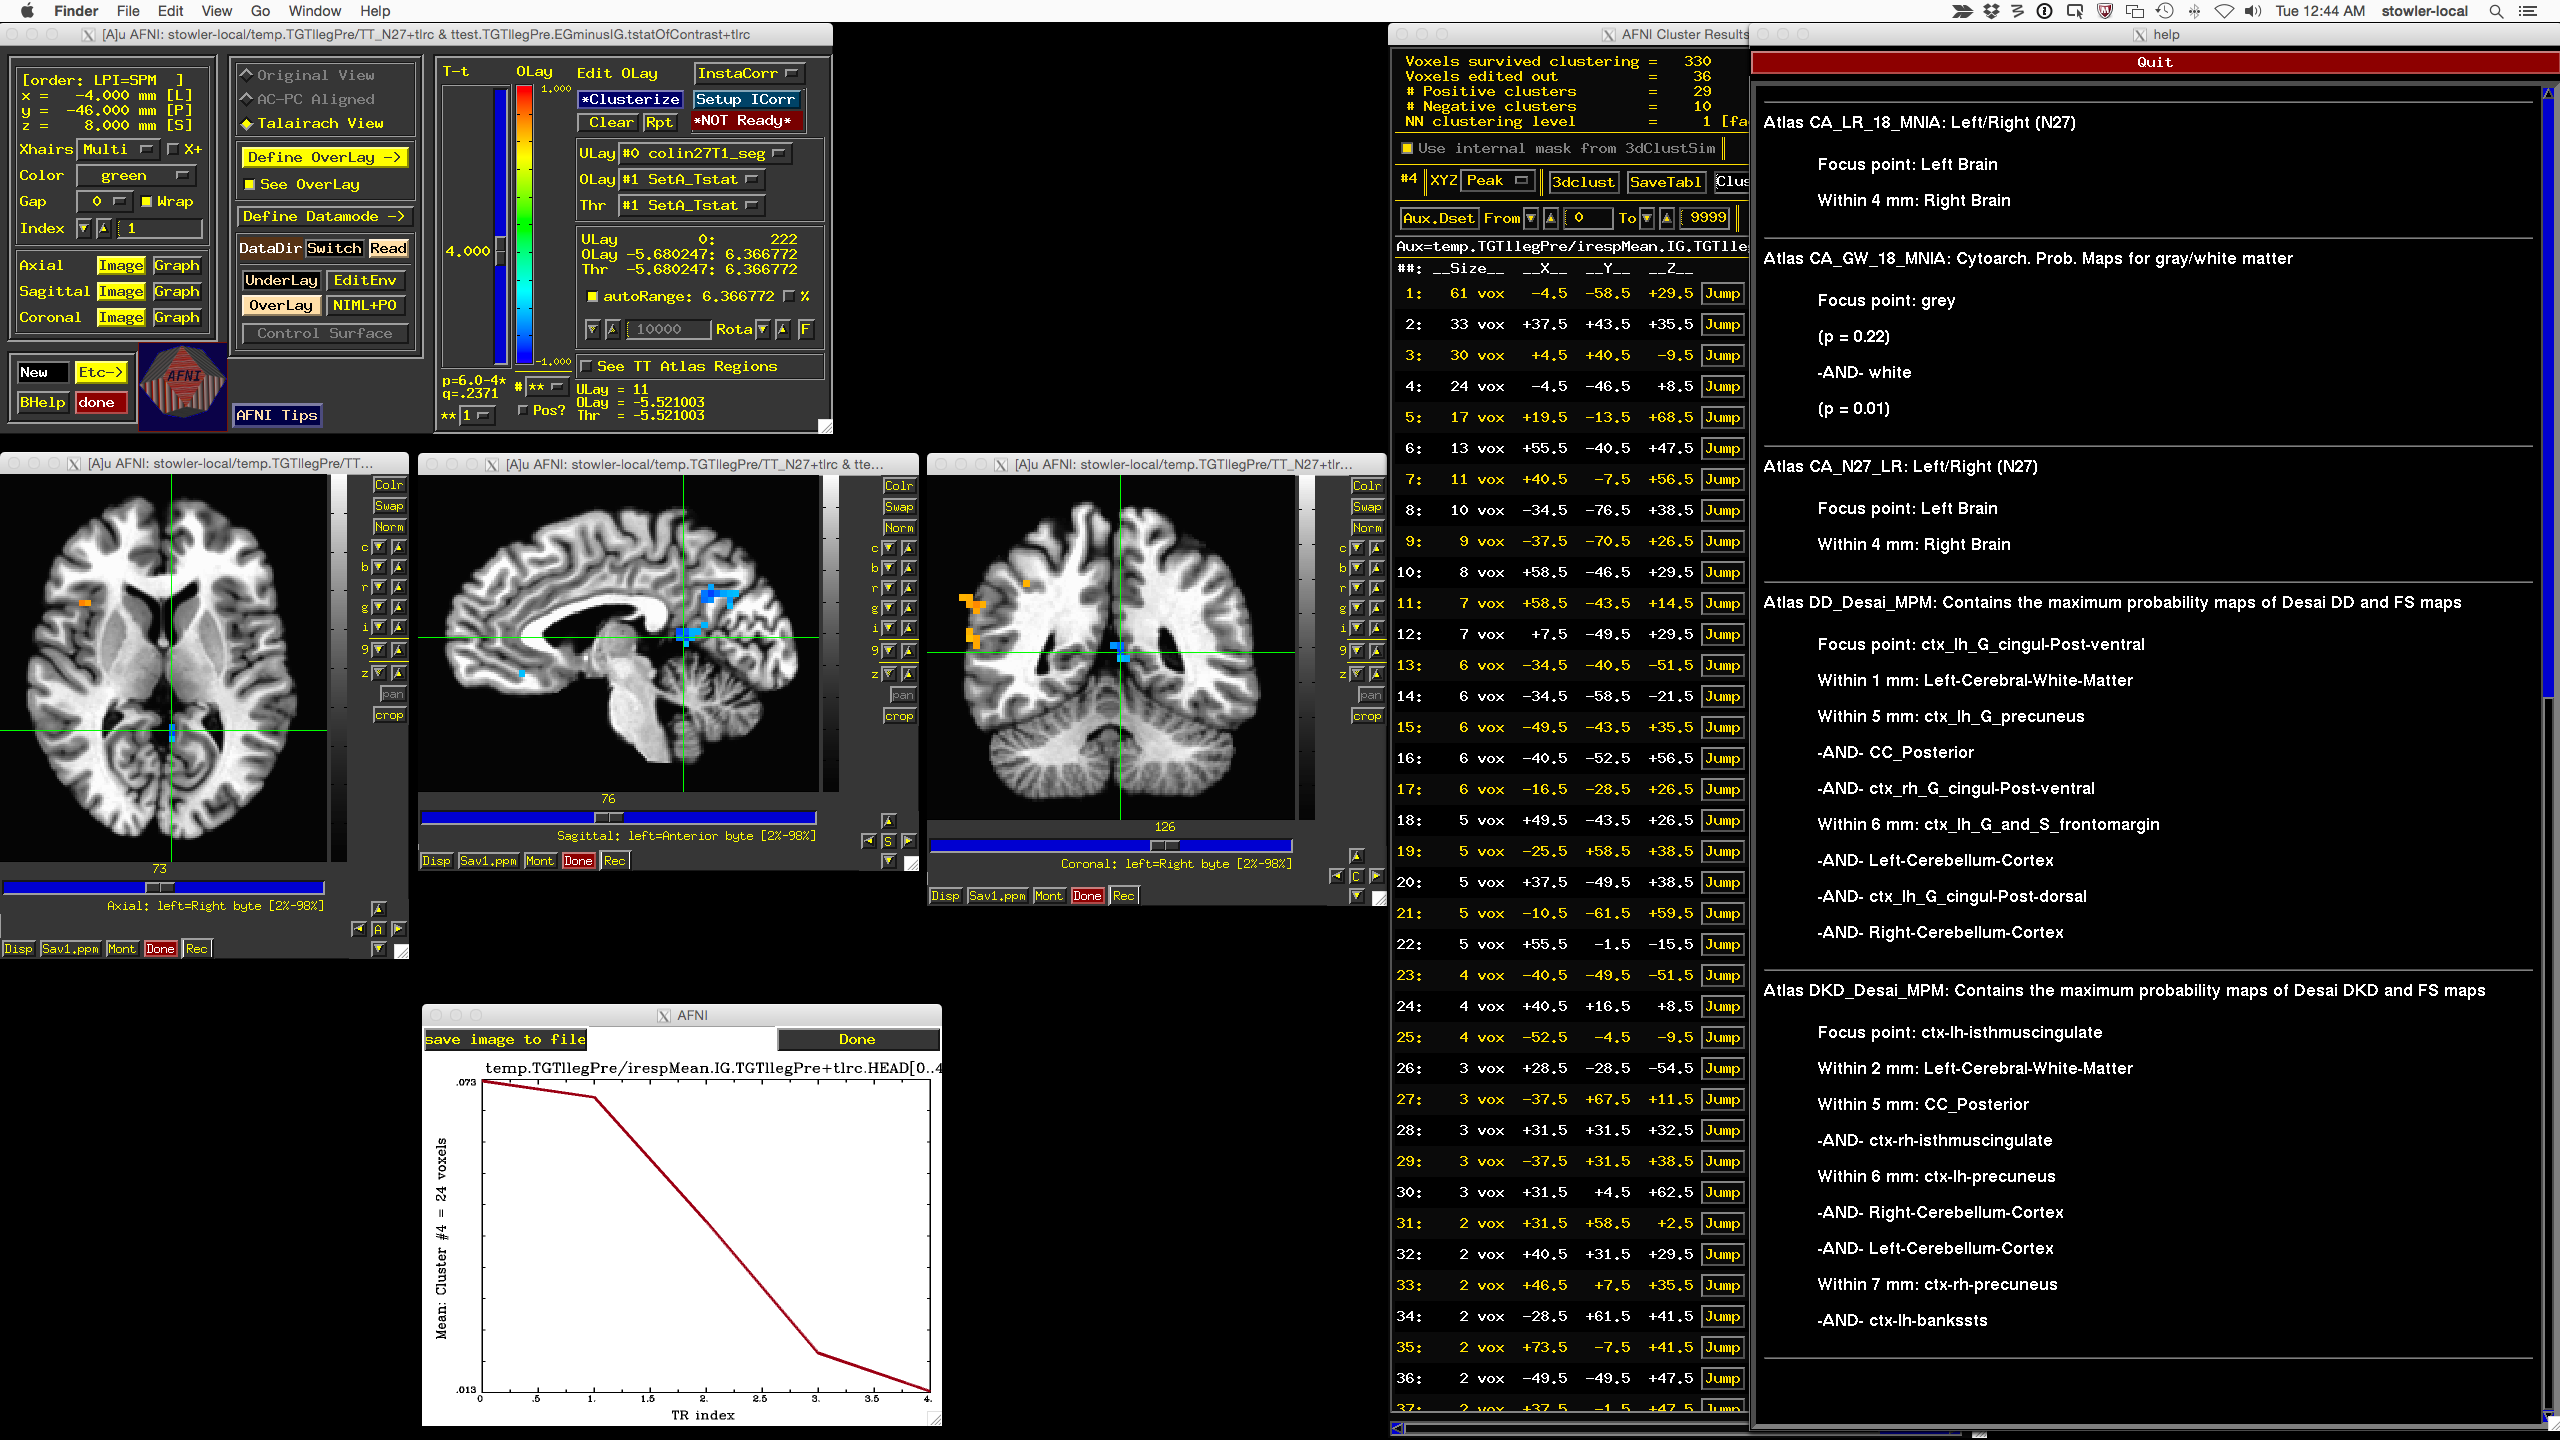 Finder File Edit View Go Window Help
Tue 12:44 AM stowler-local
[A]u AFNI: stowler-local/temp.TGTllegPre/TT_N27+tlrc & ttest.TGTllegPre.EGminusIG.tstatOfContrast+tlrc
[order: LPI=SPM ]
x = -4.000 mm [L]
y = -46.000 mm [P]
z = 8.000 mm [S]
Xhairs Multi X+
Color green
Gap 0 Wrap
Index 1
Axial Image Graph
Sagittal Image Graph
Coronal Image Graph
New Etc->
BHelp done
AFNI
Original View
AC-PC Aligned
Talairach View
Define OverLay ->
See OverLay
Define Datamode ->
DataDir Switch Read
UnderLay EditEnv
OverLay NIML+PO
Control Surface
AFNI Tips
T-t
4.000
p=6.0-4*
q=.2371
** 1
OLay
1.000
-1.000
# **
Pos?
Edit OLay InstaCorr
*Clusterize Setup ICorr
Clear Rpt *NOT Ready*
ULay #0 colin27T1_seg
OLay #1 SetA_Tstat
Thr #1 SetA_Tstat
ULay 0: 222
OLay -5.680247: 6.366772
Thr -5.680247: 6.366772
autoRange: 6.366772 %
10000 Rota F
See TT Atlas Regions
ULay = 11
OLay = -5.521003
Thr = -5.521003
[A]u AFNI: stowler-local/temp.TGTllegPre/TT...
Colr
Swap
Norm
c
b
r
g
i
9
z
pan
crop
73
Axial: left=Right byte [2%-98%]
A
Disp Sav1.ppm Mont Done Rec
[A]u AFNI: stowler-local/temp.TGTllegPre/TT_N27+tlrc & tte...
Colr
Swap
Norm
c
b
r
g
i
9
z
pan
crop
76
Sagittal: left=Anterior byte [2%-98%]
S
Disp Sav1.ppm Mont Done Rec
[A]u AFNI: stowler-local/temp.TGTllegPre/TT_N27+tlr...
Colr
Swap
Norm
c
b
r
g
i
9
z
pan
crop
126
Coronal: left=Right byte [2%-98%]
C
Disp Sav1.ppm Mont Done Rec
AFNI
save image to file Done
temp.TGTllegPre/irespMean.IG.TGTllegPre+tlrc.HEAD[0..4
.073
.013
Mean: Cluster #4 = 24 voxels
0 .5 1. 1.5 2. 2.5 3. 3.5 4.
TR index
AFNI Cluster Results
Voxels survived clustering = 330
Voxels edited out = 36
# Positive clusters = 29
# Negative clusters = 10
NN clustering level = 1 [fa
Use internal mask from 3dClustSim
#4 XYZ Peak 3dclust SaveTabl Clus
Aux.Dset From 0 To 9999
Aux=temp.TGTllegPre/irespMean.IG.TGTlle
##: __Size__ __X__ __Y__ __Z__
1: 61 vox -4.5 -58.5 +29.5 Jump
2: 33 vox +37.5 +43.5 +35.5 Jump
3: 30 vox +4.5 +40.5 -9.5 Jump
4: 24 vox -4.5 -46.5 +8.5 Jump
5: 17 vox +19.5 -13.5 +68.5 Jump
6: 13 vox +55.5 -40.5 +47.5 Jump
7: 11 vox +40.5 -7.5 +56.5 Jump
8: 10 vox -34.5 -76.5 +38.5 Jump
9: 9 vox -37.5 -70.5 +26.5 Jump
10: 8 vox +58.5 -46.5 +29.5 Jump
11: 7 vox +58.5 -43.5 +14.5 Jump
12: 7 vox +7.5 -49.5 +29.5 Jump
13: 6 vox -34.5 -40.5 -51.5 Jump
14: 6 vox -34.5 -58.5 -21.5 Jump
15: 6 vox -49.5 -43.5 +35.5 Jump
16: 6 vox -40.5 -52.5 +56.5 Jump
17: 6 vox -16.5 -28.5 +26.5 Jump
18: 5 vox +49.5 -43.5 +26.5 Jump
19: 5 vox -25.5 +58.5 +38.5 Jump
20: 5 vox +37.5 -49.5 +38.5 Jump
21: 5 vox -10.5 -61.5 +59.5 Jump
22: 5 vox +55.5 -1.5 -15.5 Jump
23: 4 vox -40.5 -49.5 -51.5 Jump
24: 4 vox +40.5 +16.5 +8.5 Jump
25: 4 vox -52.5 -4.5 -9.5 Jump
26: 3 vox +28.5 -28.5 -54.5 Jump
27: 3 vox -37.5 +67.5 +11.5 Jump
28: 3 vox +31.5 +31.5 +32.5 Jump
29: 3 vox -37.5 +31.5 +38.5 Jump
30: 3 vox +31.5 +4.5 +62.5 Jump
31: 2 vox +31.5 +58.5 +2.5 Jump
32: 2 vox +40.5 +31.5 +29.5 Jump
33: 2 vox +46.5 +7.5 +35.5 Jump
34: 2 vox -28.5 +61.5 +41.5 Jump
35: 2 vox +73.5 -7.5 +41.5 Jump
36: 2 vox -49.5 -49.5 +47.5 Jump
37: 2 vox +37.5 -1.5 +47.5 Jump
help
Quit
Atlas CA_LR_18_MNIA: Left/Right (N27)
Focus point: Left Brain
Within 4 mm: Right Brain
Atlas CA_GW_18_MNIA: Cytoarch. Prob. Maps for gray/white matter
Focus point: grey
(p = 0.22)
-AND- white
(p = 0.01)
Atlas CA_N27_LR: Left/Right (N27)
Focus point: Left Brain
Within 4 mm: Right Brain
Atlas DD_Desai_MPM: Contains the maximum probability maps of Desai DD and FS maps
Focus point: ctx_lh_G_cingul-Post-ventral
Within 1 mm: Left-Cerebral-White-Matter
Within 5 mm: ctx_lh_G_precuneus
-AND- CC_Posterior
-AND- ctx_rh_G_cingul-Post-ventral
Within 6 mm: ctx_lh_G_and_S_frontomargin
-AND- Left-Cerebellum-Cortex
-AND- ctx_lh_G_cingul-Post-dorsal
-AND- Right-Cerebellum-Cortex
Atlas DKD_Desai_MPM: Contains the maximum probability maps of Desai DKD and FS maps
Focus point: ctx-lh-isthmuscingulate
Within 2 mm: Left-Cerebral-White-Matter
Within 5 mm: CC_Posterior
-AND- ctx-rh-isthmuscingulate
Within 6 mm: ctx-lh-precuneus
-AND- Right-Cerebellum-Cortex
-AND- Left-Cerebellum-Cortex
Within 7 mm: ctx-rh-precuneus
-AND- ctx-lh-bankssts